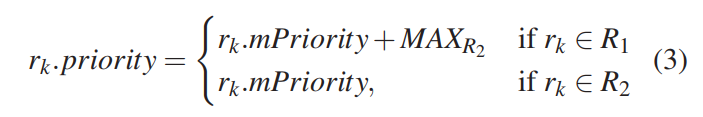 r_k.priority = { r_k.mPriority + MAX_{R_2} if r_k ∈ R_1
r_k.mPriority, if r_k ∈ R_2 (3)